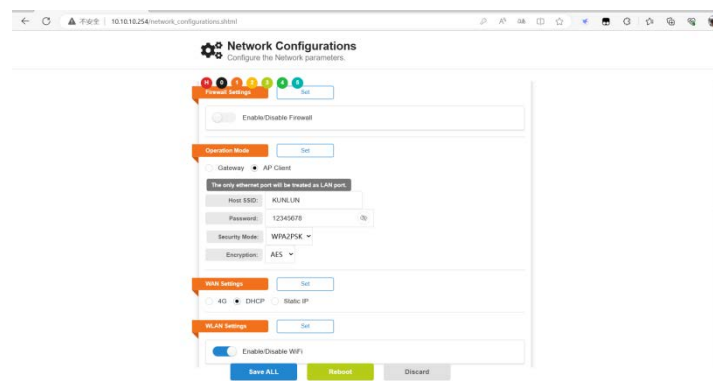 不安全 10.10.10.254/network_configurations.shtml
Network Configurations
Configure the Network parameters.
H 0 1 2 3 4 5
Firewall Settings Set
Enable/Disable Firewall
Operation Mode Set
Gateway AP Client
The only ethernet port will be treated as LAN port.
Host SSID: KUNLUN
Password: 12345678
Security Mode: WPA2PSK
Encryption: AES
WAN Settings Set
4G DHCP Static IP
WLAN Settings Set
Enable/Disable WiFi
Save ALL Reboot Discard